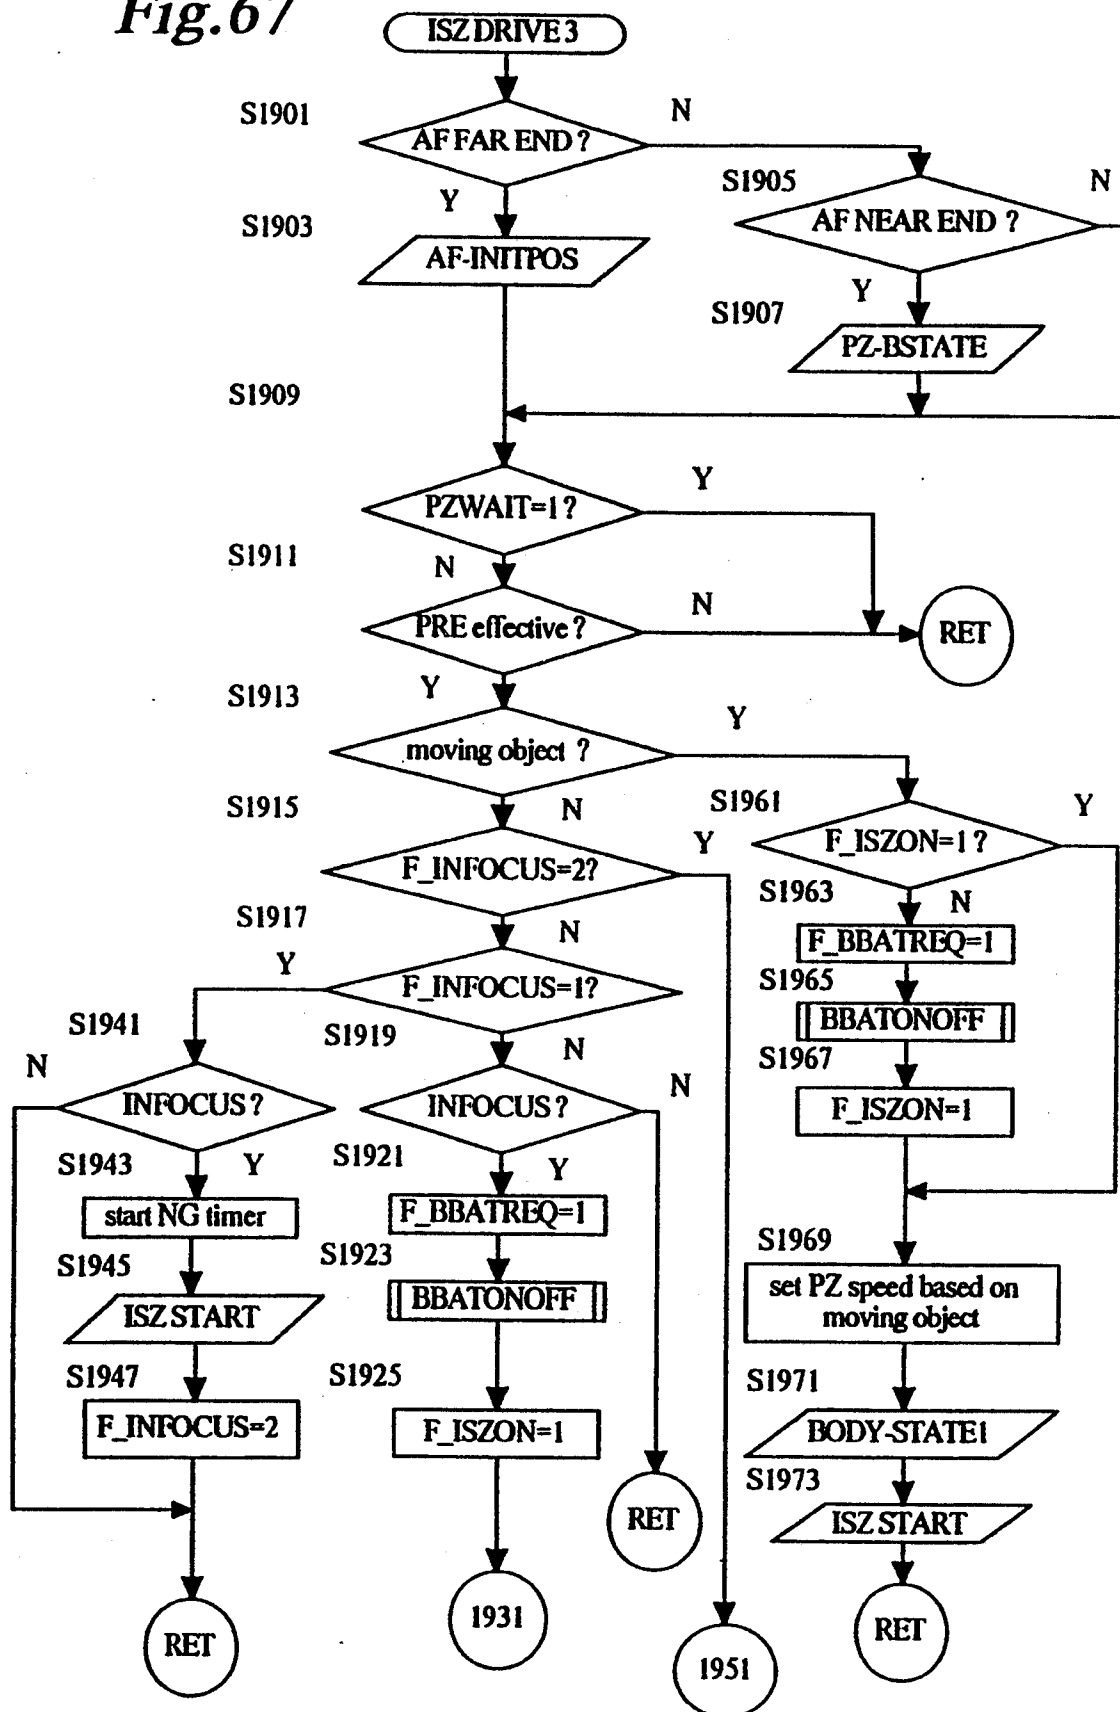 Fig.67
ISZ DRIVE 3
S1901
AF FAR END ?
N
Y
S1903
AF-INITPOS
S1905
AF NEAR END ?
N
Y
S1907
PZ-BSTATE
S1909
PZWAIT=1 ?
Y
N
S1911
PRE effective ?
N
RET
Y
S1913
moving object ?
Y
N
S1915
F_INFOCUS=2?
Y
N
S1917
F_INFOCUS=1?
Y
N
S1941
INFOCUS ?
N
Y
S1943
start NG timer
S1945
ISZ START
S1947
F_INFOCUS=2
RET
S1919
INFOCUS ?
N
Y
S1921
F_BBATREQ=1
S1923
BBATONOFF
S1925
F_ISZON=1
1931
RET
1951
S1961
F_ISZON=1 ?
Y
N
S1963
F_BBATREQ=1
S1965
BBATONOFF
S1967
F_ISZON=1
S1969
set PZ speed based on
moving object
S1971
BODY-STATE1
S1973
ISZ START
RET